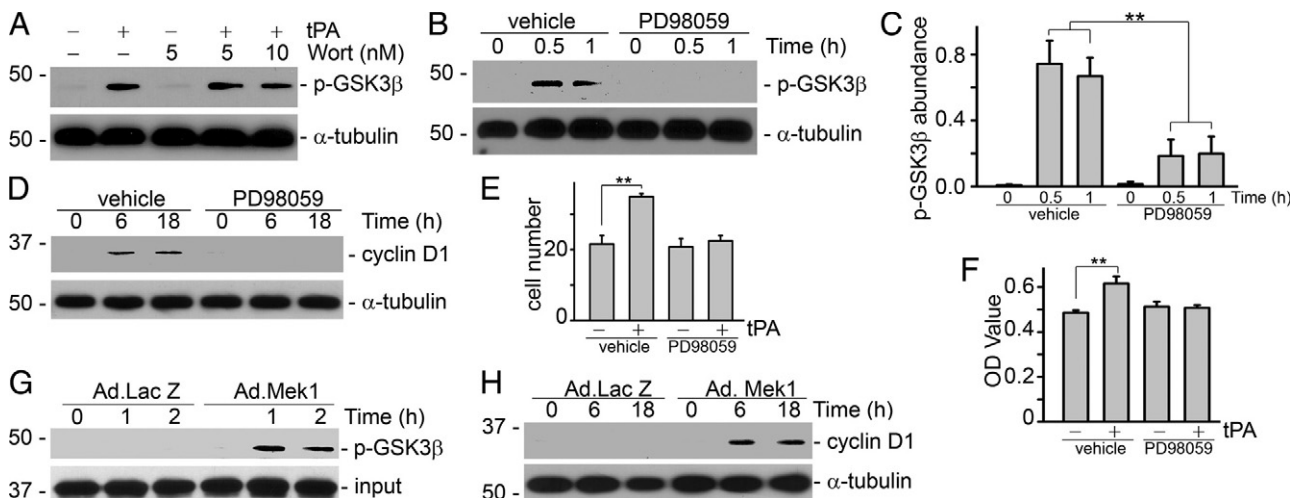 A
– + – + + tPA
– – 5 5 10 Wort (nM)
50 - - p-GSK3β
50 - - α-tubulin
B
vehicle PD98059
0 0.5 1 0 0.5 1 Time (h)
50 - - p-GSK3β
50 - - α-tubulin
C
**
p-GSK3β abundance
0.8
0.4
0.0
0 0.5 1 0 0.5 1 Time (h)
vehicle PD98059
D
vehicle PD98059
0 6 18 0 6 18 Time (h)
37 - - cyclin D1
50 - - α-tubulin
E
**
cell number
20
0
– + – + tPA
vehicle PD98059
F
**
OD Value
0.6
0.4
0.2
0
– + – + tPA
vehicle PD98059
G
Ad.Lac Z Ad.Mek1
0 1 2 0 1 2 Time (h)
50 - - p-GSK3β
37 - - input
H
Ad.Lac Z Ad. Mek1
0 6 18 0 6 18 Time (h)
37 - - cyclin D1
50 - - α-tubulin